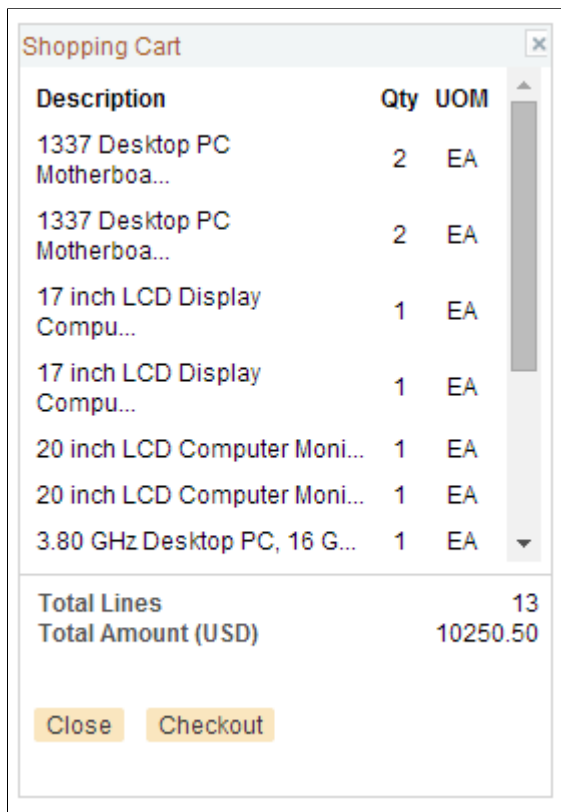 Shopping Cart
Description Qty UOM
1337 Desktop PC
Motherboa... 2 EA
1337 Desktop PC
Motherboa... 2 EA
17 inch LCD Display
Compu... 1 EA
17 inch LCD Display
Compu... 1 EA
20 inch LCD Computer Moni... 1 EA
20 inch LCD Computer Moni... 1 EA
3.80 GHz Desktop PC, 16 G... 1 EA
Total Lines 13
Total Amount (USD) 10250.50
Close Checkout